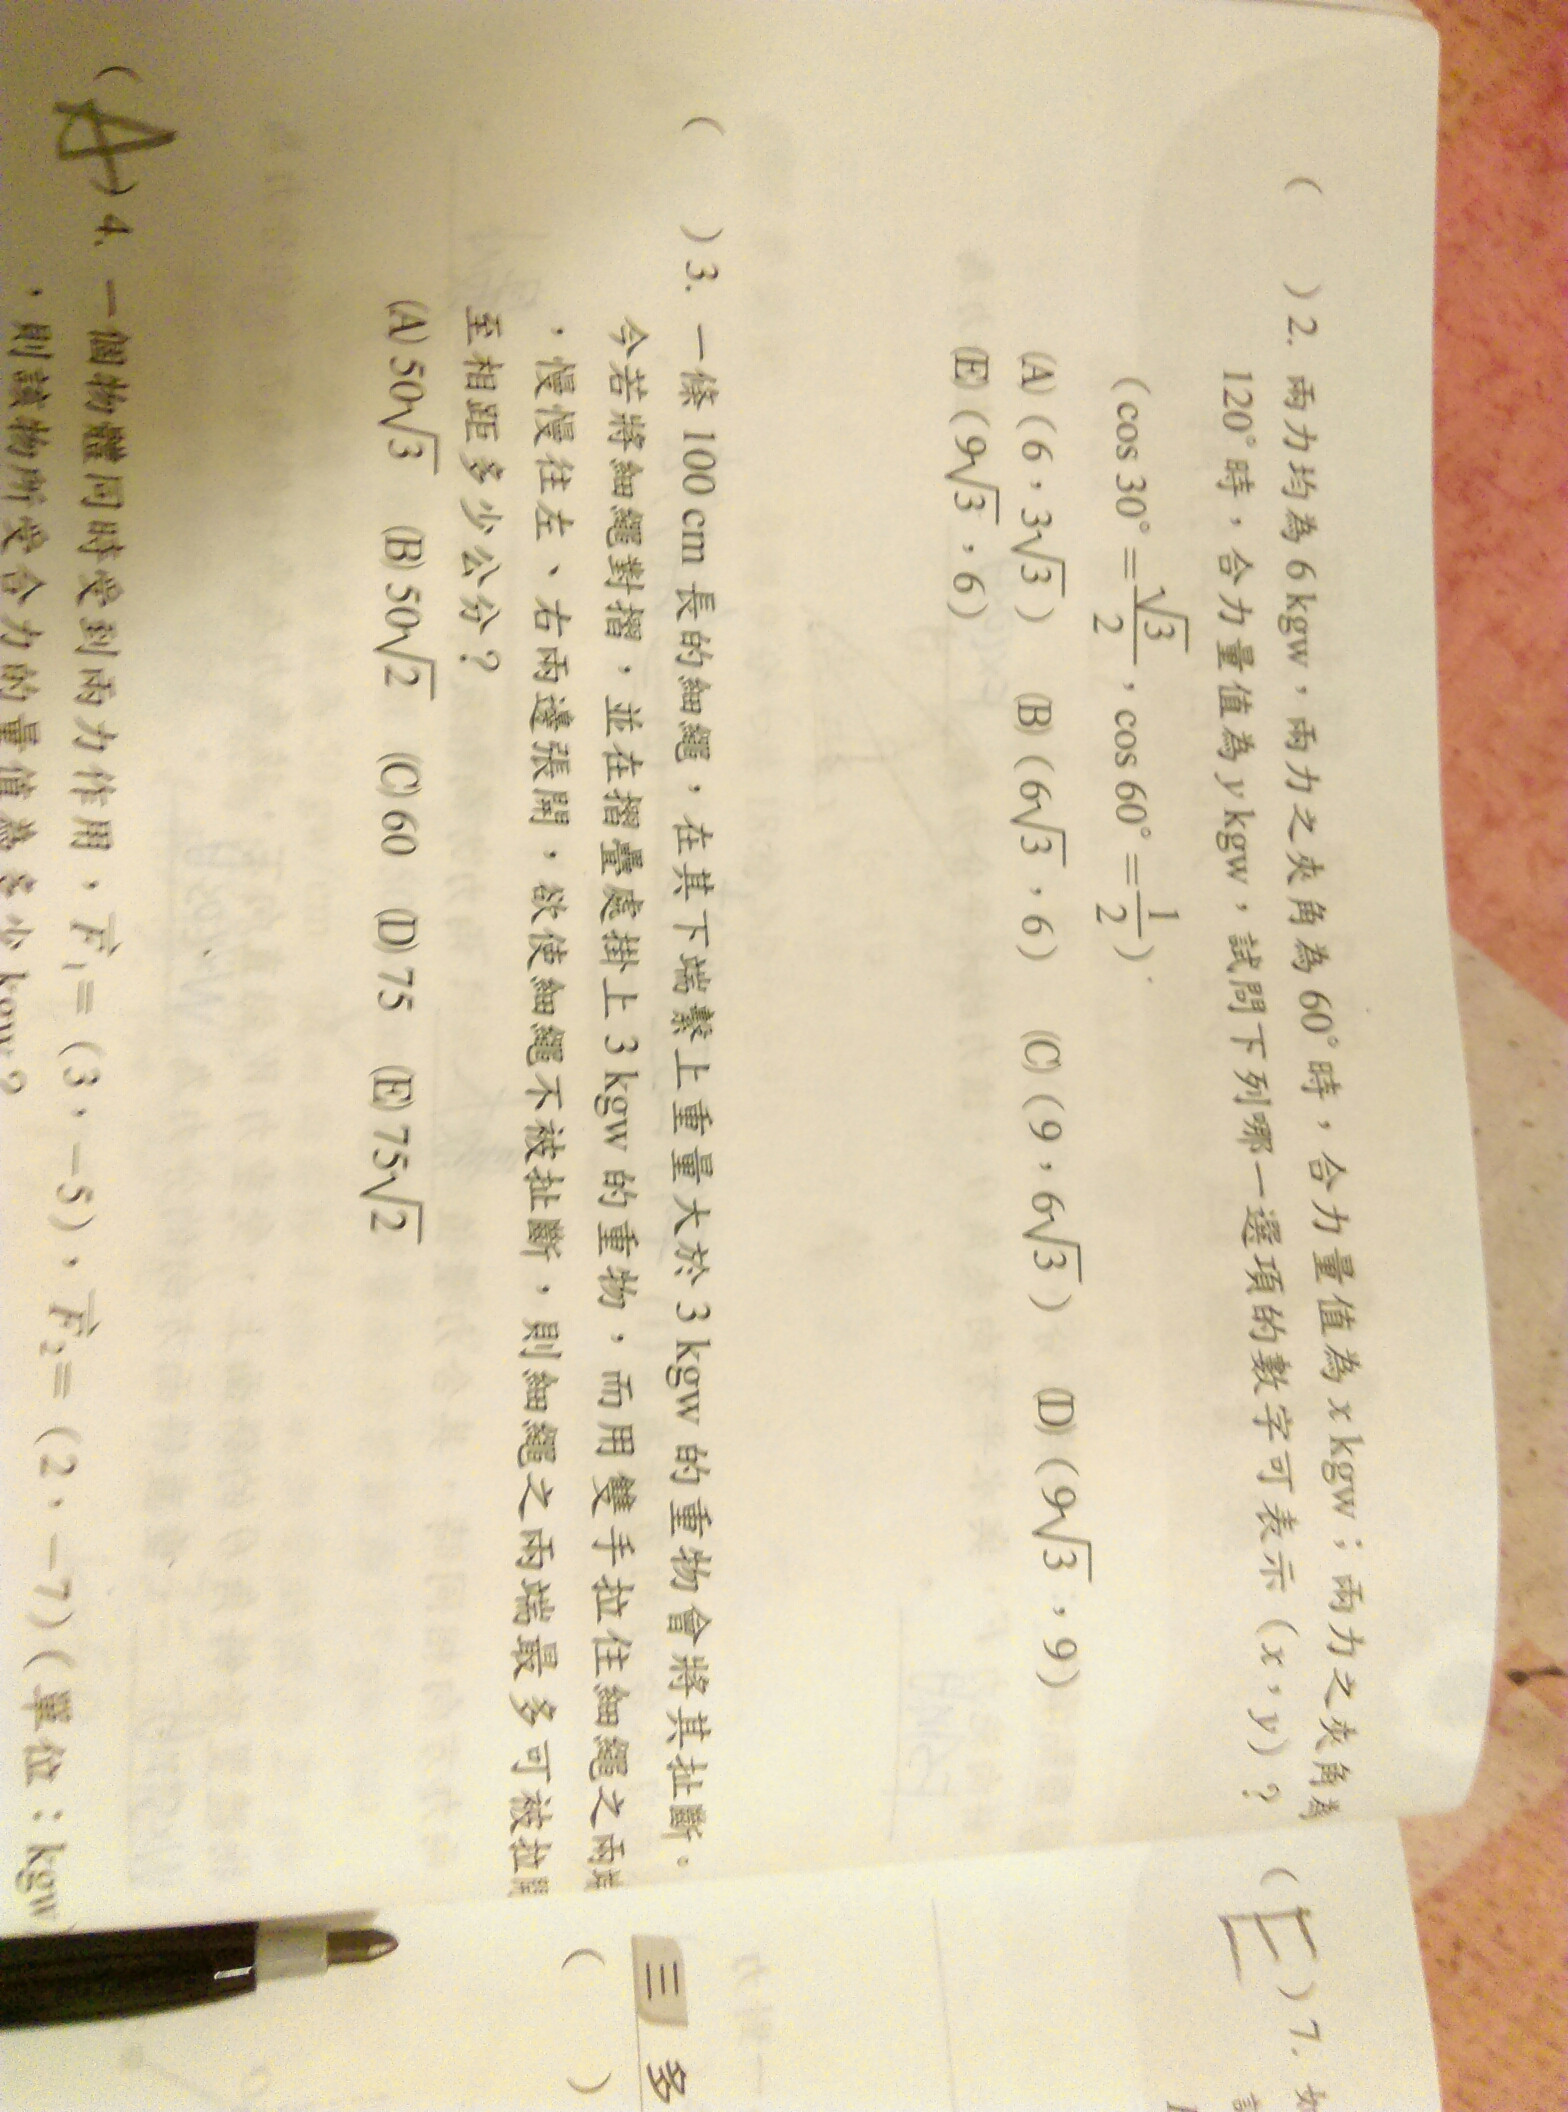 ( )2. 兩力均為 6 kgw，兩力之夾角為 60° 時，合力量值為 x kgw；兩力之夾角為
120° 時，合力量值為 y kgw，試問下列哪一選項的數字可表示（x，y）？
（cos 30° = √3/2，cos 60° = 1/2）
(A)（6，3√3） (B)（6√3，6） (C)（9，6√3） (D)（9√3，9）
(E)（9√3，6）
( )3. 一條 100 cm 長的細繩，在其下端繫上重量大於 3 kgw 的重物會將其扯斷。
今若將細繩對摺，並在摺疊處掛上 3 kgw 的重物，而用雙手拉住細繩之兩端
，慢慢往左、右兩邊張開，欲使細繩不被扯斷，則細繩之兩端最多可被拉開
至相距多少公分？
(A) 50√3 (B) 50√2 (C) 60 (D) 75 (E) 75√2
(A)4. 一個物體同時受到兩力作用，F⃗₁＝(3，－5)、F⃗₂＝(2，－7)(單位：kgw)
，則該物所受合力的量值為多少 kgw？
(E)7. 如
三 多
( )